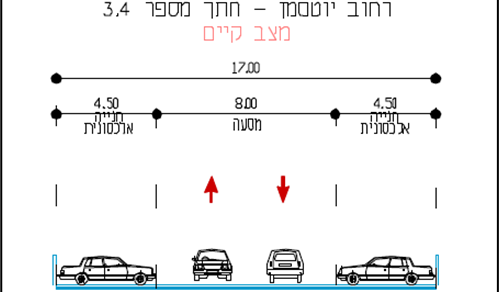 רחוב יוטסמן - חתך מספר 3,4
מצב קיים
17.00
4.50 8.00 4.50
חנייה אלכסונית מסעה חנייה אלכסונית